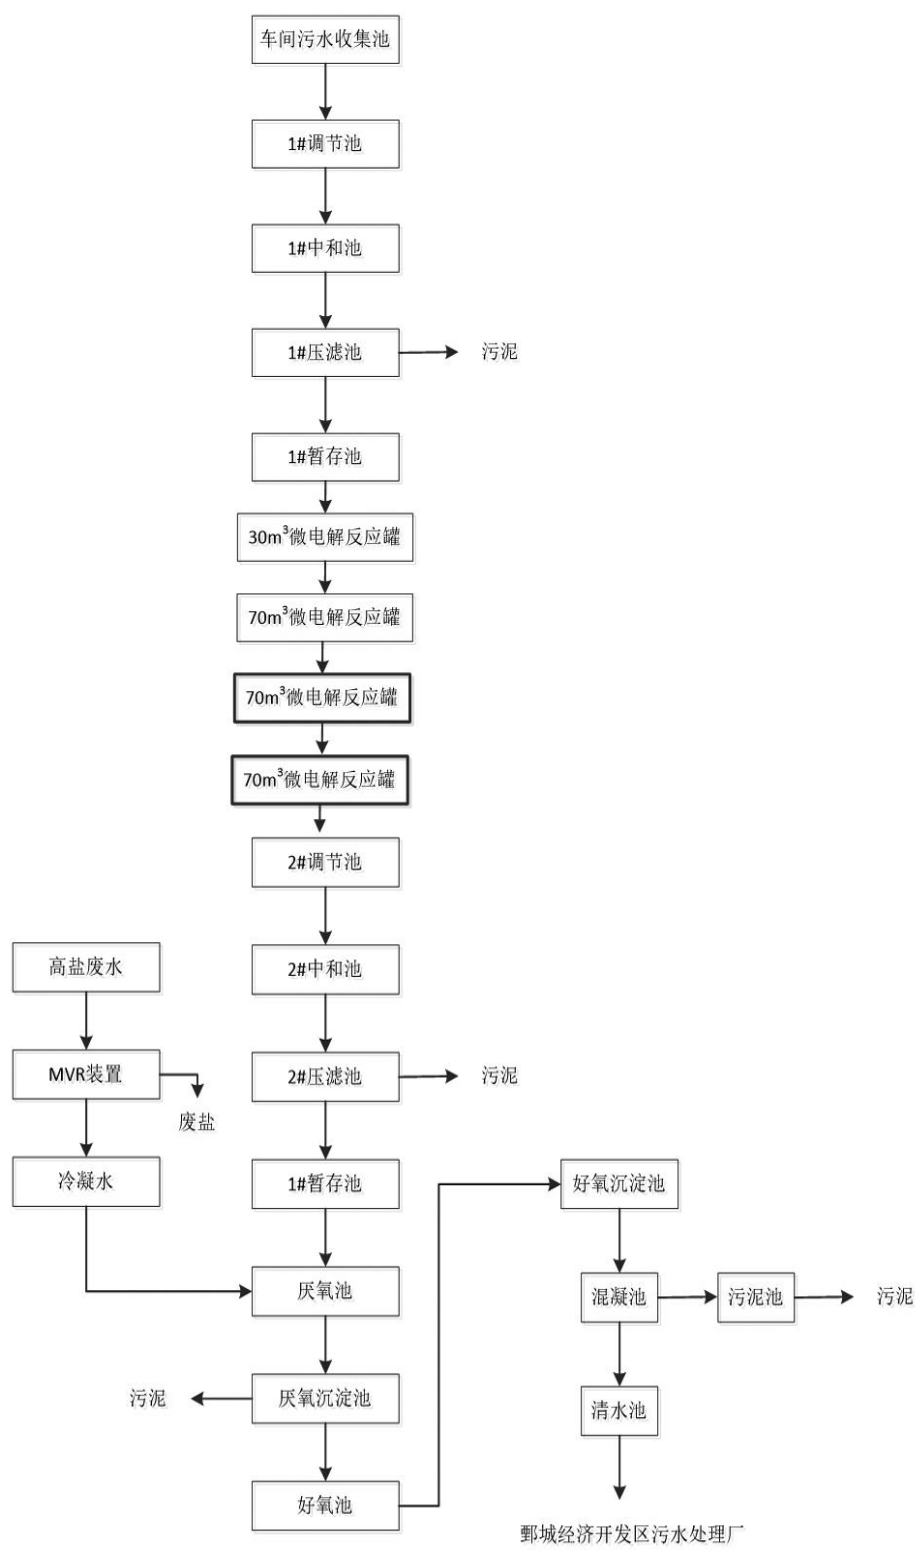 车间污水收集池
1#调节池
1#中和池
1#压滤池
污泥
1#暂存池
30m³微电解反应罐
70m³微电解反应罐
70m³微电解反应罐
70m³微电解反应罐
2#调节池
高盐废水
2#中和池
MVR装置
2#压滤池
污泥
废盐
冷凝水
1#暂存池
好氧沉淀池
厌氧池
混凝池
污泥池
污泥
污泥
厌氧沉淀池
清水池
好氧池
鄄城经济开发区污水处理厂